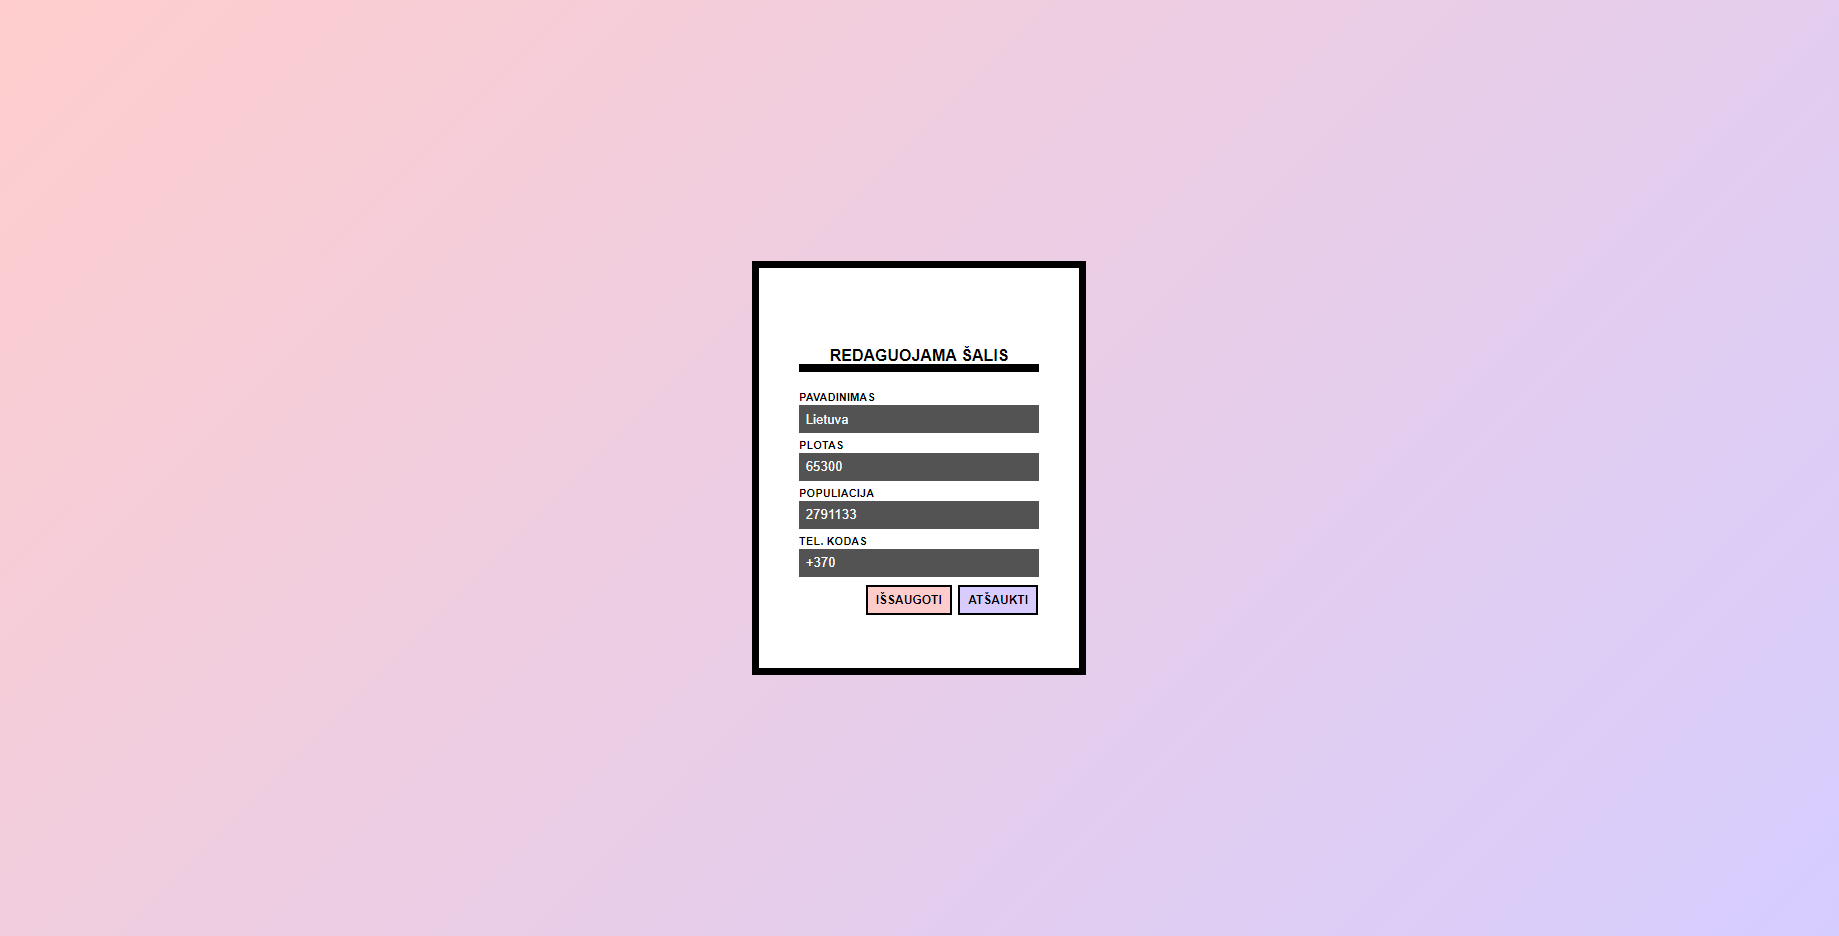 REDAGUOJAMA ŠALIS
PAVADINIMAS
Lietuva
PLOTAS
65300
POPULIACIJA
2791133
TEL. KODAS
+370
IŠSAUGOTI ATŠAUKTI